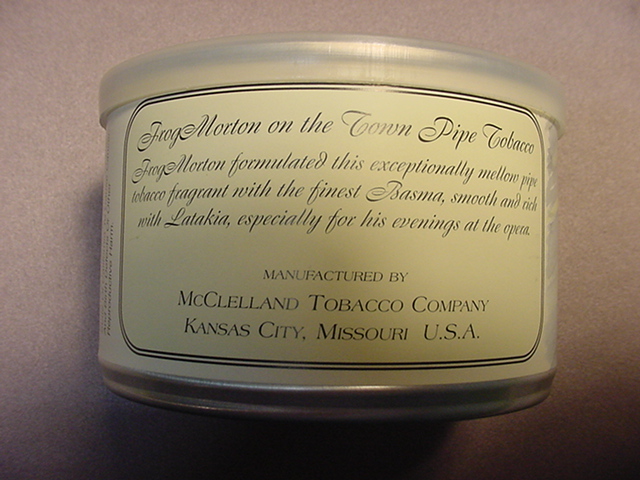 FrogMorton on the Town Pipe Tobacco
FrogMorton formulated this exceptionally mellow pipe
tobacco fragrant with the finest Basma, smooth and rich
with Latakia, especially for his evenings at the opera.
MANUFACTURED BY
MCCLELLAND TOBACCO COMPANY
KANSAS CITY, MISSOURI U.S.A.
Reproductive Harm.